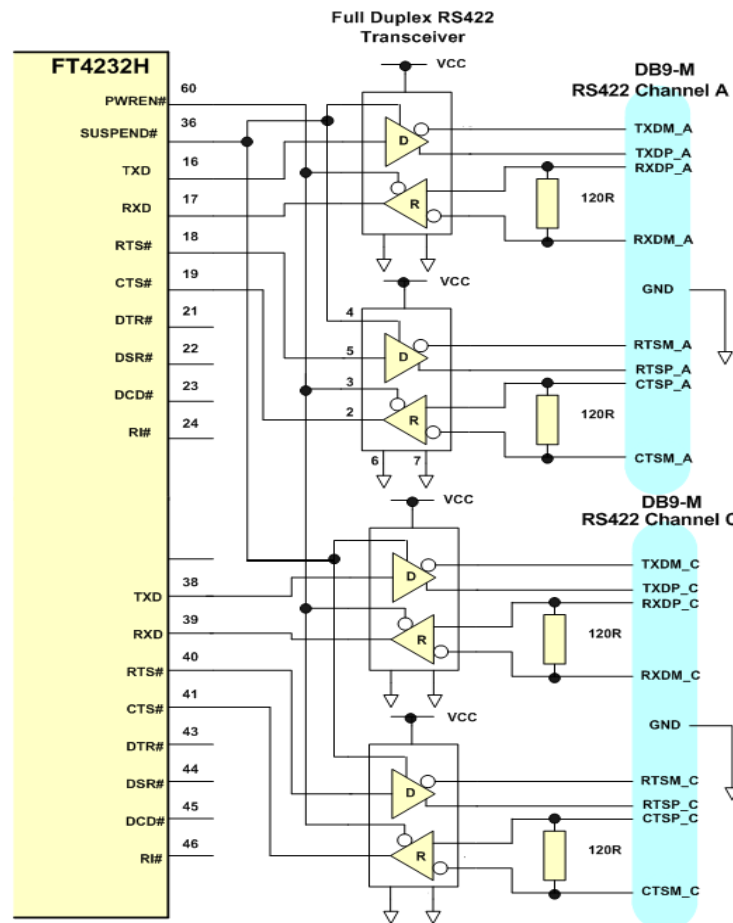 Full Duplex RS422
Transceiver
FT4232H
VCC
DB9-M
RS422 Channel A
60
PWREN#
36
SUSPEND#
D
TXDM_A
TXD
16
TXDP_A
RXDP_A
RXD
17
R
120R
RTS#
18
RXDM_A
CTS#
19
VCC
GND
DTR#
21
4
RTSM_A
DSR#
22
5
D
RTSP_A
DCD#
23
3
CTSP_A
RI#
24
2
R
120R
6
7
CTSM_A
VCC
DB9-M
RS422 Channel C
D
TXDM_C
TXD
38
TXDP_C
RXDP_C
RXD
39
R
120R
RTS#
40
RXDM_C
CTS#
41
VCC
GND
DTR#
43
DSR#
44
D
RTSM_C
RTSP_C
DCD#
45
CTSP_C
RI#
46
R
120R
CTSM_C